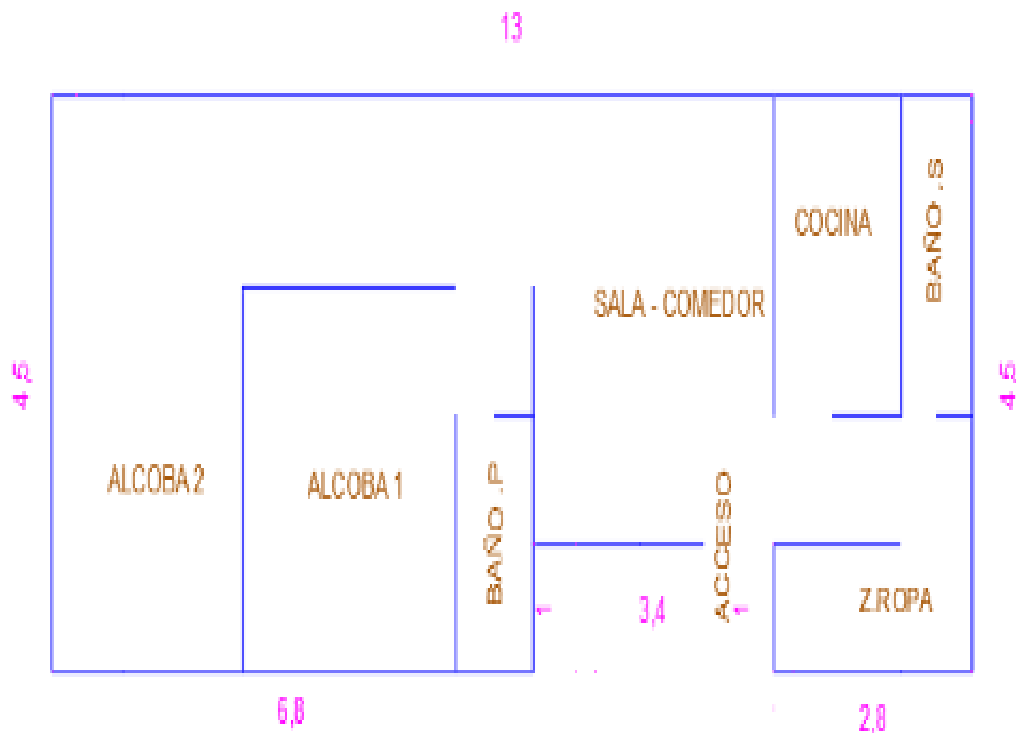 13
COCINA
BAÑO .S
SALA - COMEDOR
4,5
4,5
ALCOBA 2
ALCOBA 1
BAÑO .P
ACCESO
1
3,4
1
Z.ROPA
6,8
2,8